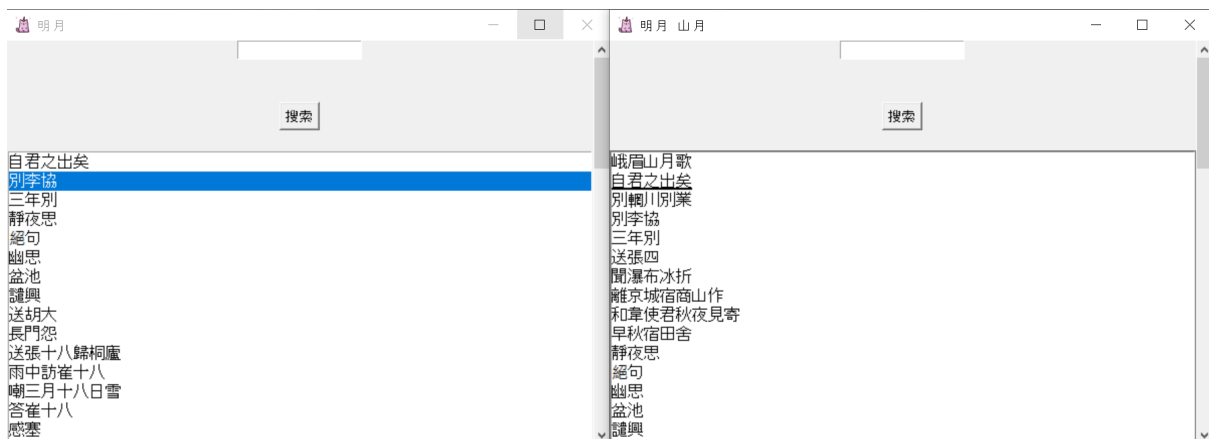 明月
搜索
自君之出矣
別李協
三年別
靜夜思
絕句
幽思
盆池
譴興
送胡大
長門怨
送張十八歸桐廬
雨中訪崔十八
嘲三月十八日雪
答崔十八
感塞
明月 山月
搜索
峨眉山月歌
自君之出矣
別輞川別業
別李協
三年別
送張四
聞瀑布冰折
離京城宿商山作
和韋使君秋夜見寄
早秋宿田舍
靜夜思
絕句
幽思
盆池
譴興